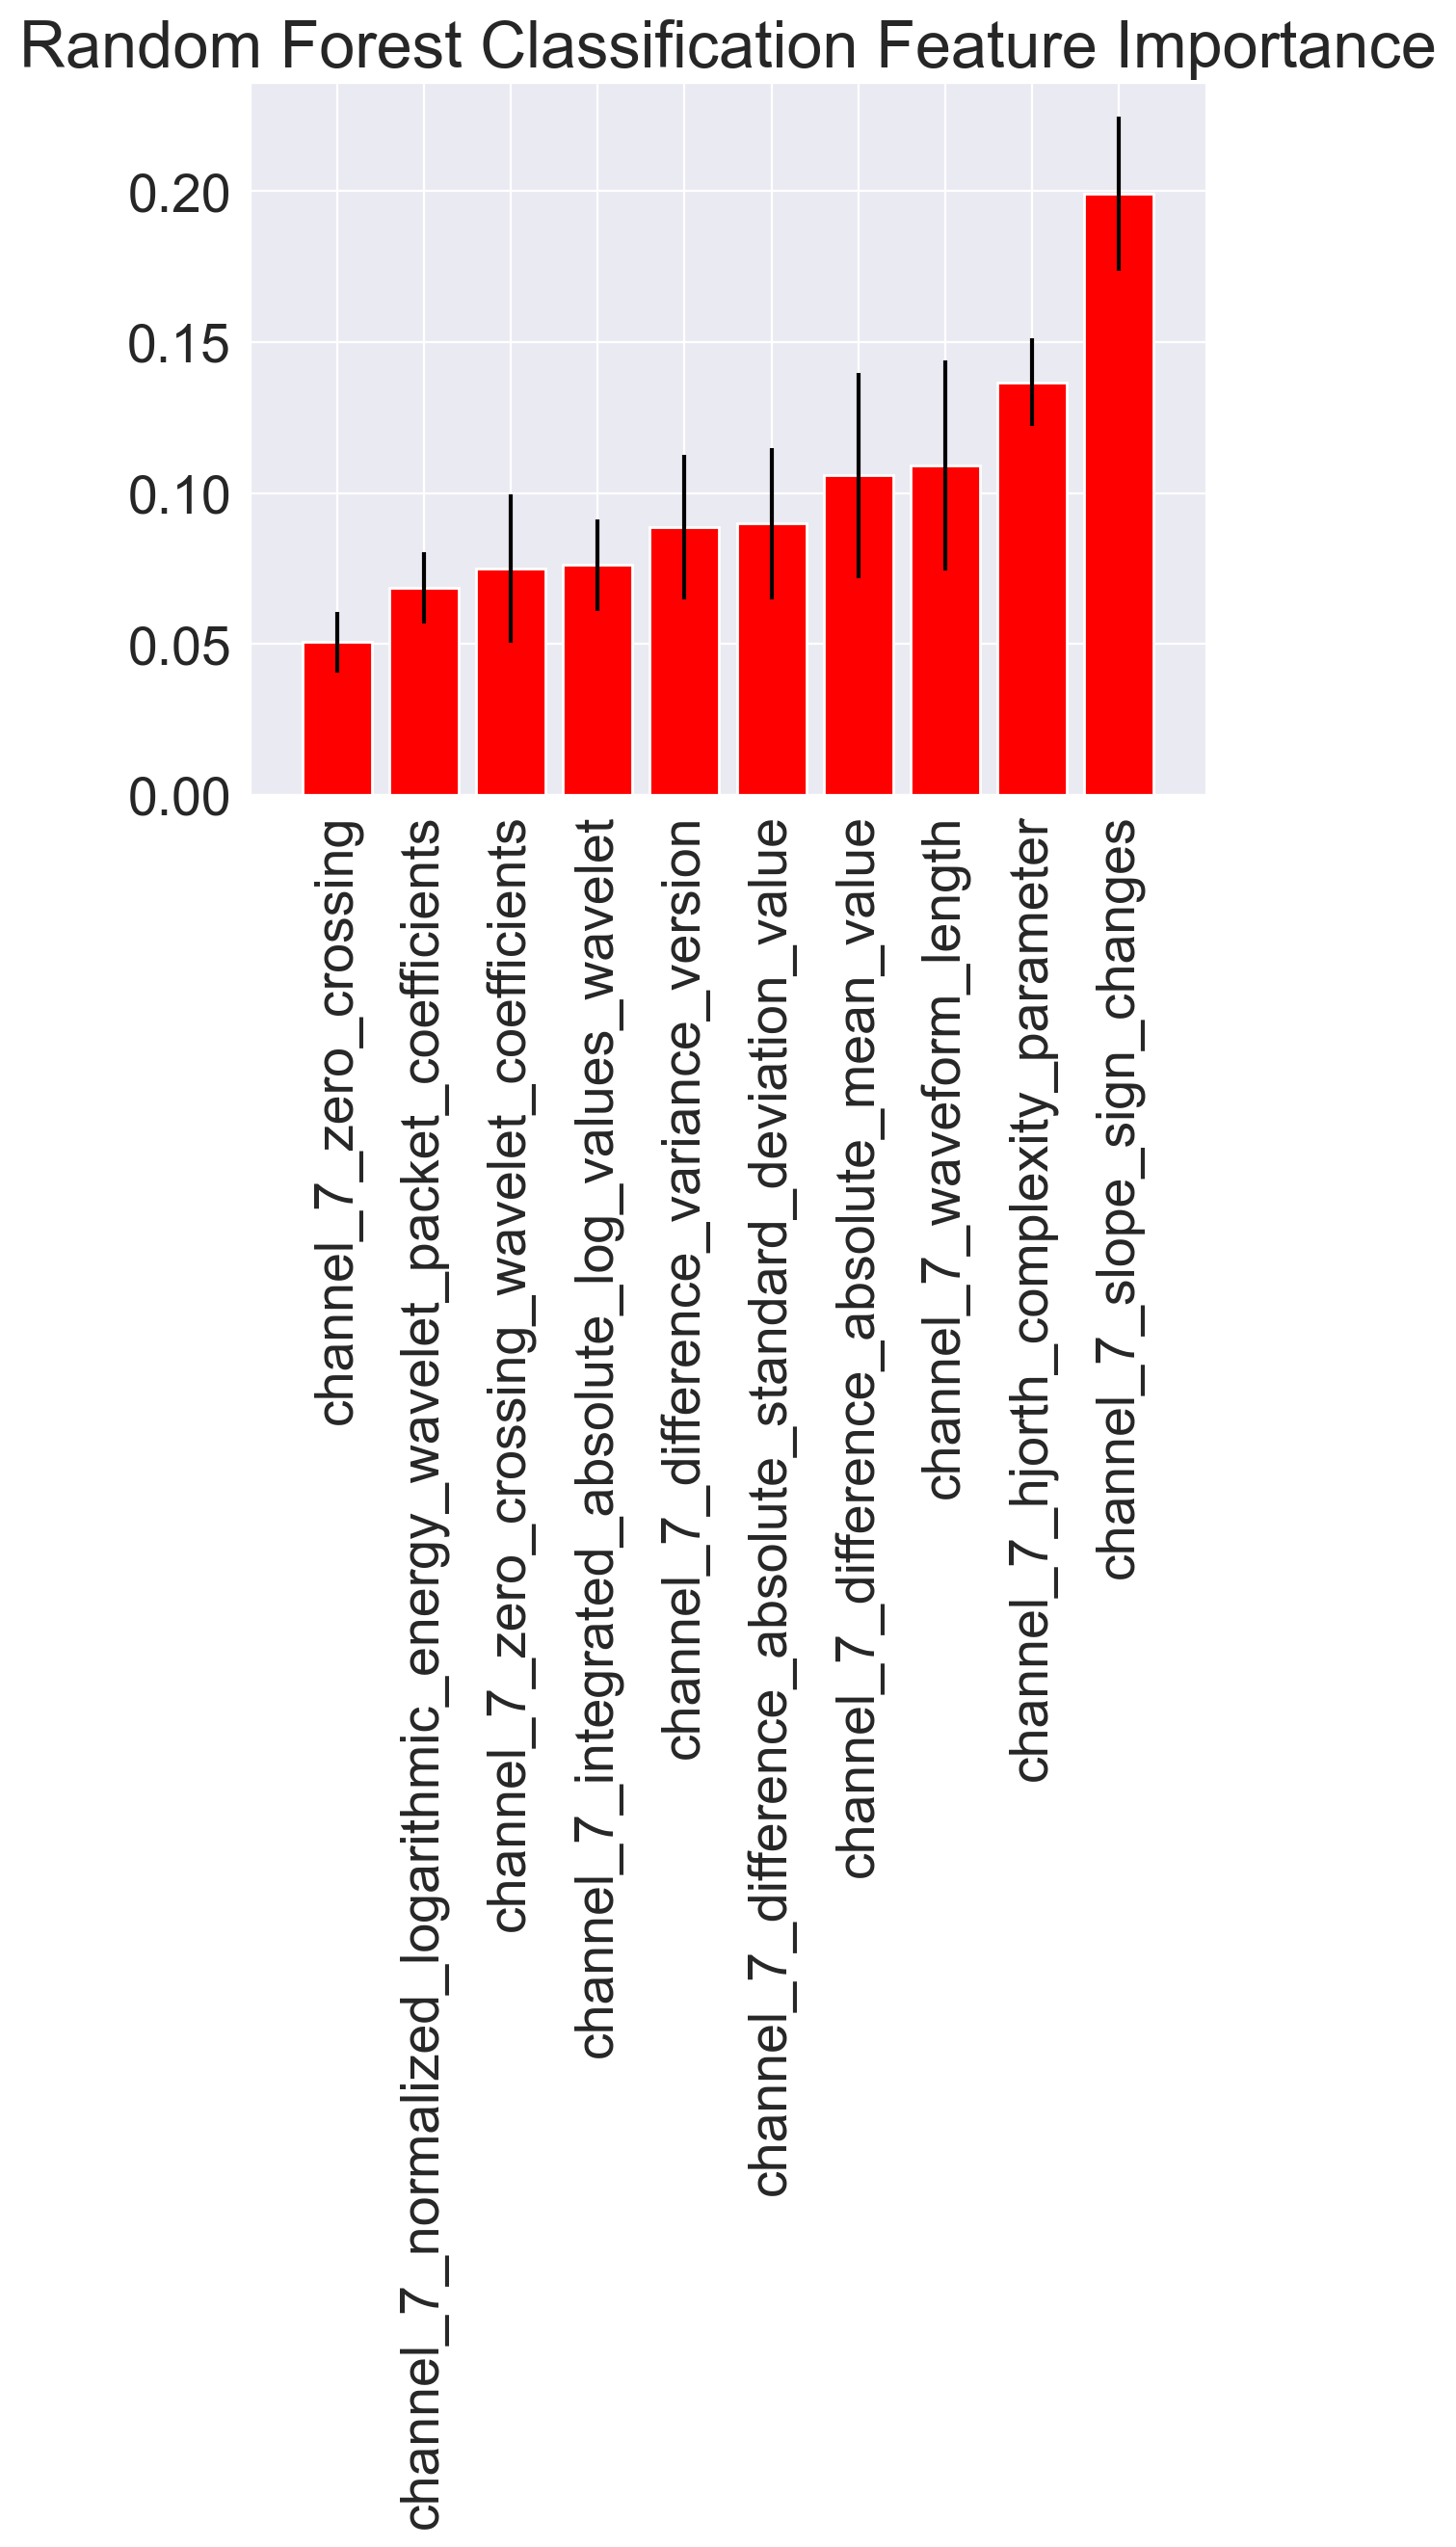 Random Forest Classification Feature Importance
0.20
0.15
0.10
0.05
0.00
channel_7_zero_crossing
channel_7_normalized_logarithmic_energy_wavelet_packet_coefficients
channel_7_zero_crossing_wavelet_coefficients
channel_7_integrated_absolute_log_values_wavelet
channel_7_difference_variance_version
channel_7_difference_absolute_standard_deviation_value
channel_7_difference_absolute_mean_value
channel_7_waveform_length
channel_7_hjorth_complexity_parameter
channel_7_slope_sign_changes